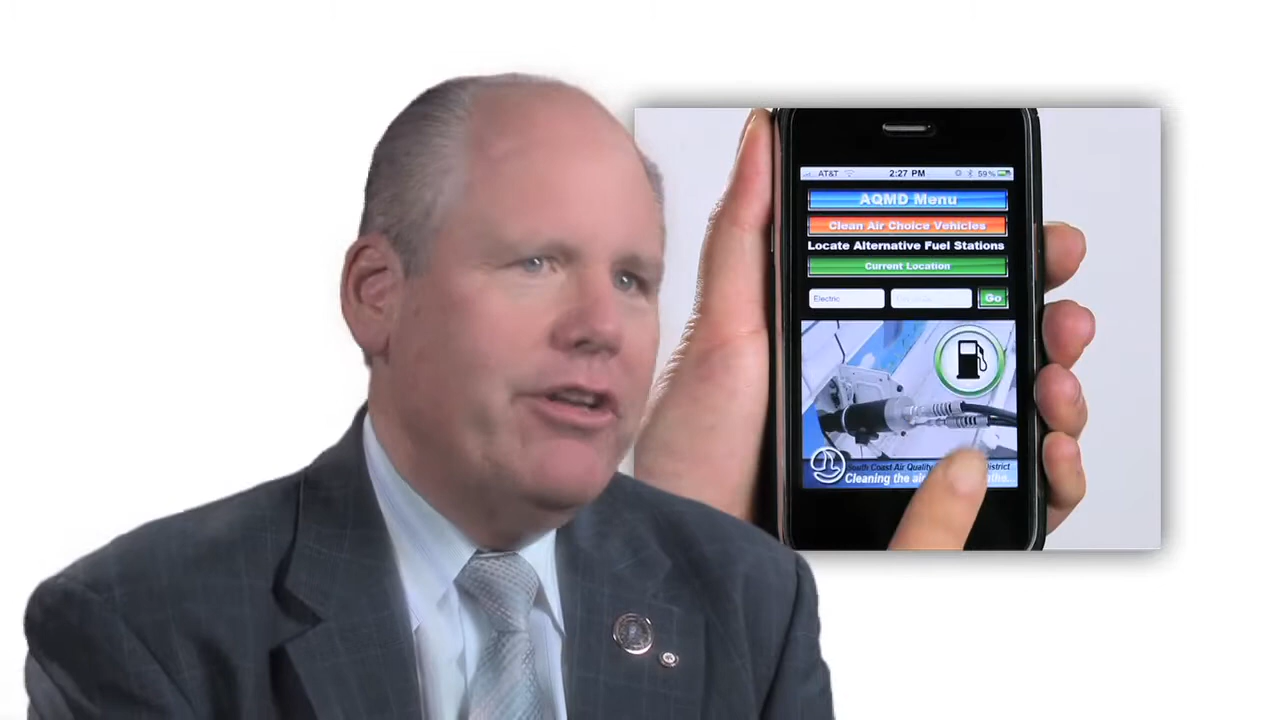 AT&T 2:27 PM 59%
AQMD Menu
Clean Air Choice Vehicles
Locate Alternative Fuel Stations
Current Location
Electric
Go
South Coast Air Quality District
Cleaning the